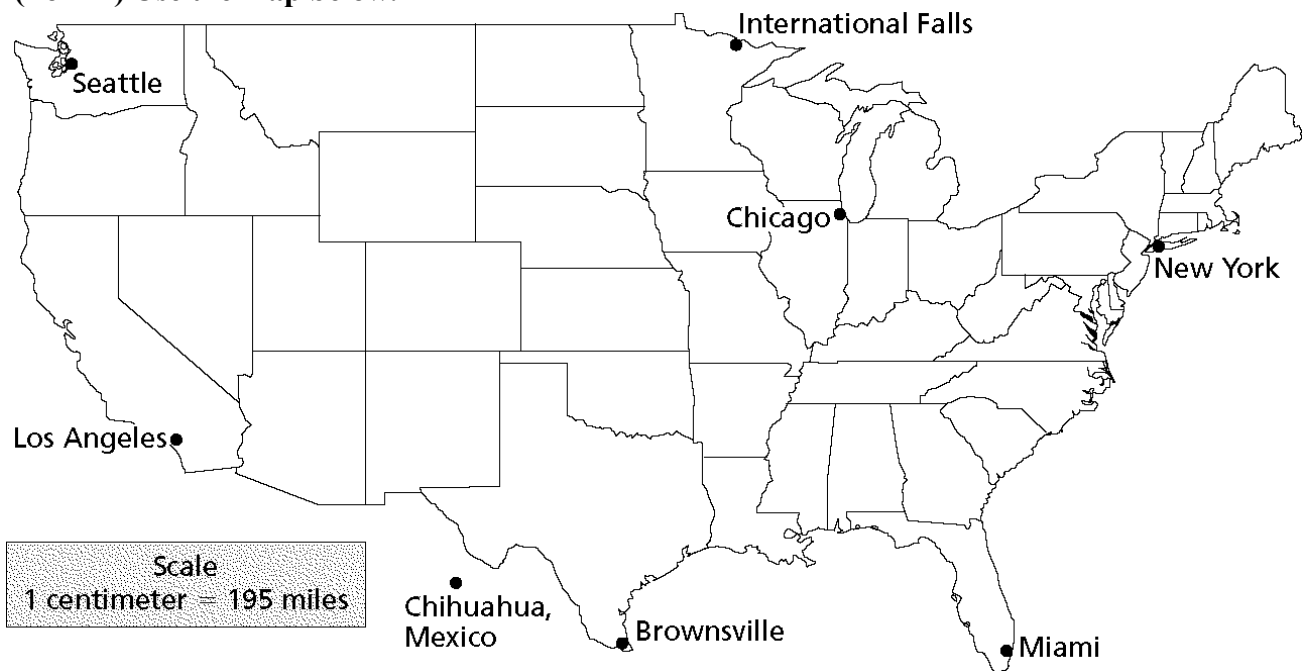 International Falls
Seattle
Chicago
New York
Los Angeles
Scale
1 centimeter = 195 miles
Chihuahua,
Mexico
Brownsville
Miami